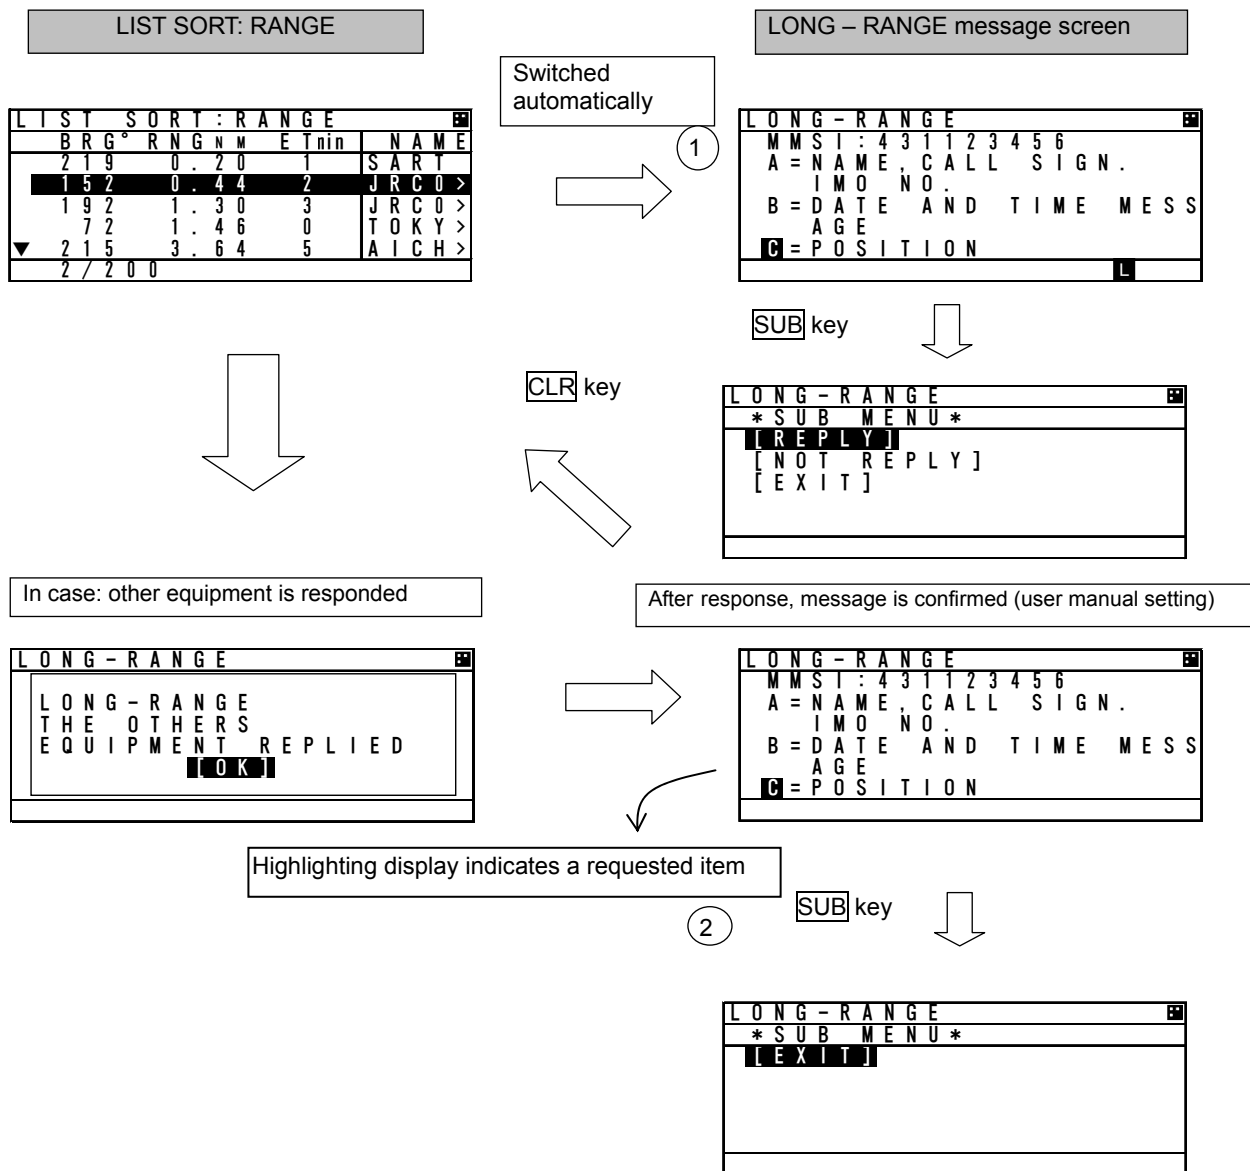 LIST SORT: RANGE
LONG – RANGE message screen
Switched
automatically
1
LIST SORT:RANGE
BRG° RNG NM ETnin NAME
219 0.20 1 SART
152 0.44 2 JRC0>
192 1.30 3 JRC0>
72 1.46 0 TOKY>
▼ 215 3.64 5 AICH>
2/200
LONG-RANGE
MMSI:431123456
A=NAME,CALL SIGN.
IMO NO.
B=DATE AND TIME MESS
AGE
C=POSITION
L
SUB key
CLR key
LONG-RANGE
*SUB MENU*
[REPLY]
[NOT REPLY]
[EXIT]
In case: other equipment is responded
After response, message is confirmed (user manual setting)
LONG-RANGE
LONG-RANGE
THE OTHERS
EQUIPMENT REPLIED
[OK]
LONG-RANGE
MMSI:431123456
A=NAME,CALL SIGN.
IMO NO.
B=DATE AND TIME MESS
AGE
C=POSITION
Highlighting display indicates a requested item
2
SUB key
LONG-RANGE
*SUB MENU*
[EXIT]